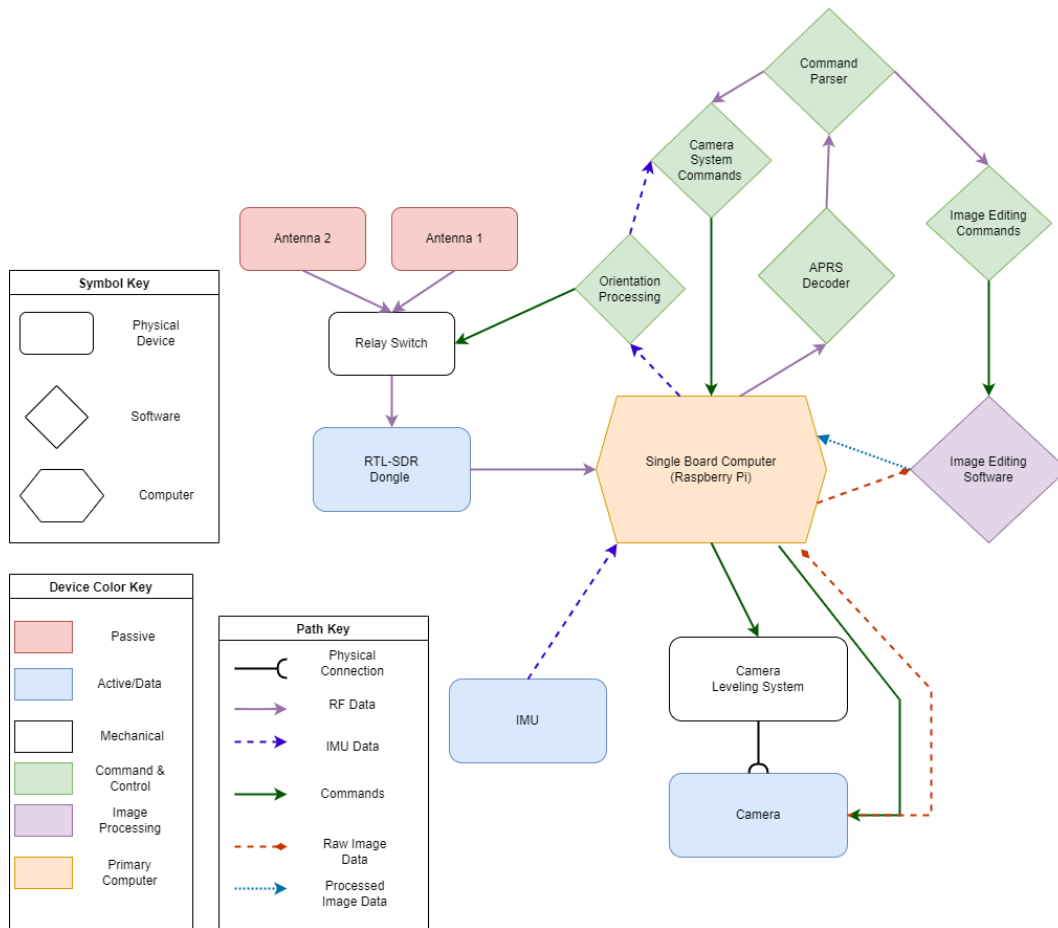 Command
Parser
Camera
System
Commands
Image Editing
Commands
Antenna 2
Antenna 1
Orientation
Processing
APRS
Decoder
Relay Switch
RTL-SDR
Dongle
Single Board Computer
(Raspberry Pi)
Image Editing
Software
IMU
Camera
Leveling System
Camera
Symbol Key
Physical
Device
Software
Computer
Device Color Key
Passive
Active/Data
Mechanical
Command &
Control
Image
Processing
Primary
Computer
Path Key
Physical
Connection
RF Data
IMU Data
Commands
Raw Image
Data
Processed
Image Data